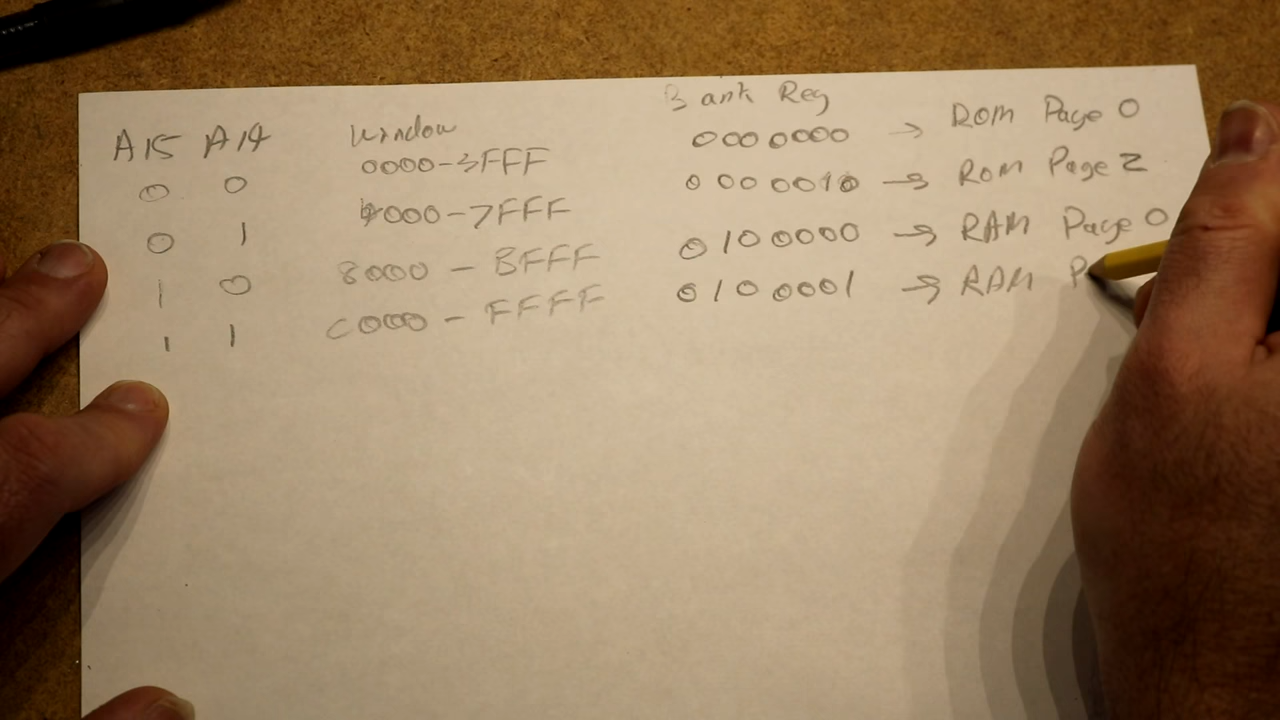 A15 A14 Window Bank Reg
0 0 0000-3FFF 0000000 → ROM Page 0
0 1 4000-7FFF 0000010 → ROM Page 2
1 0 8000 - BFFF 0100000 → RAM Page 0
1 1 C000 - FFFF 0100001 → RAM P